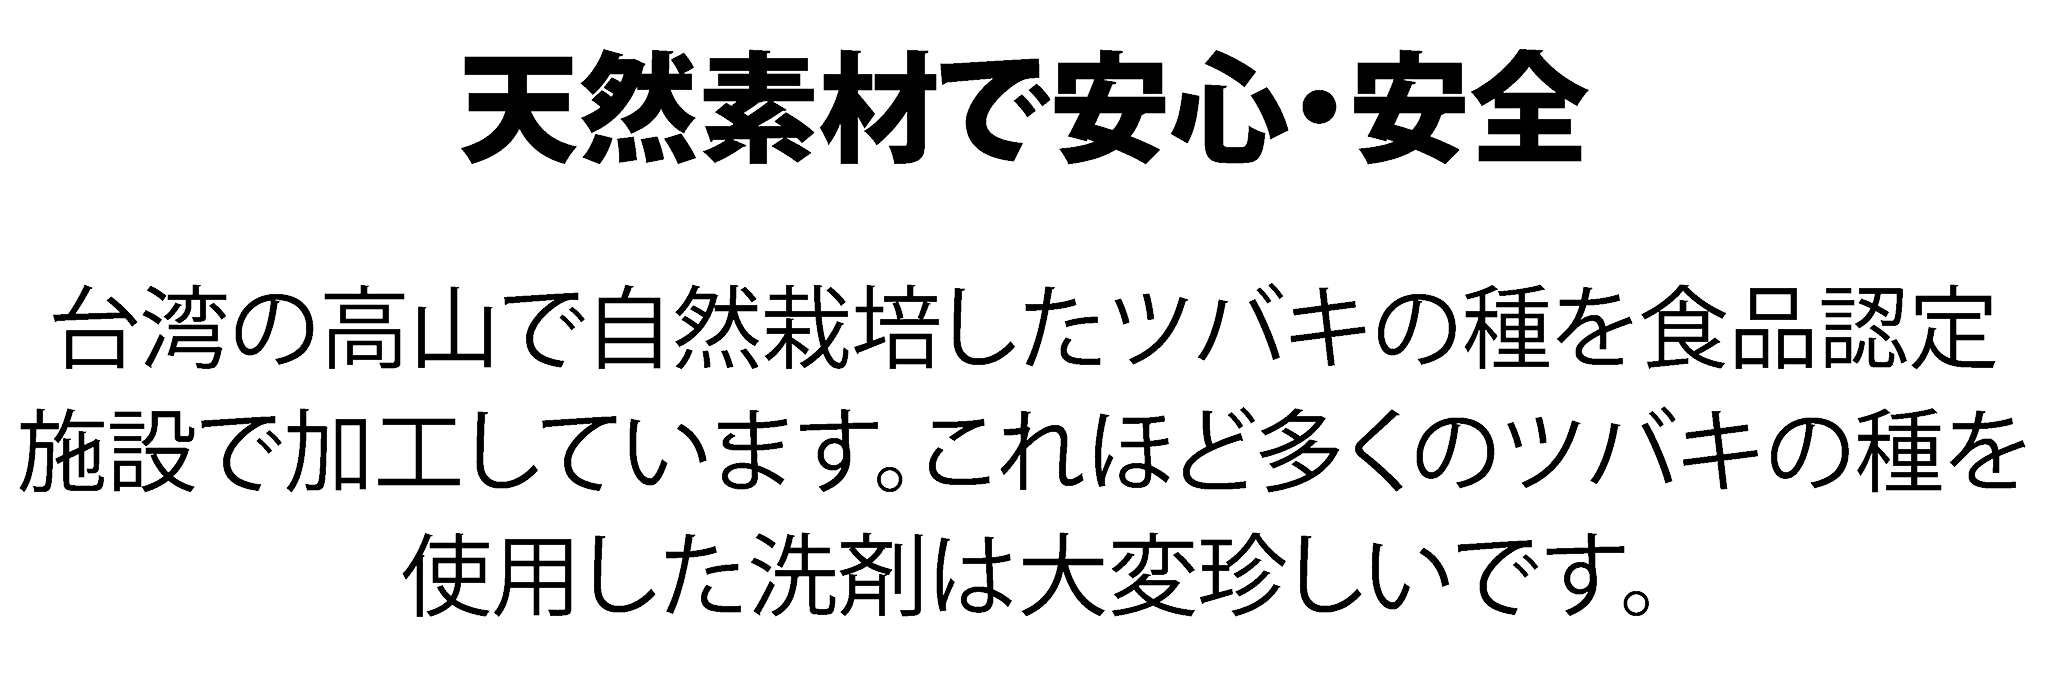 天然素材で安心・安全
台湾の高山で自然栽培したツバキの種を食品認定
施設で加工しています。これほど多くのツバキの種を
使用した洗剤は大変珍しいです。